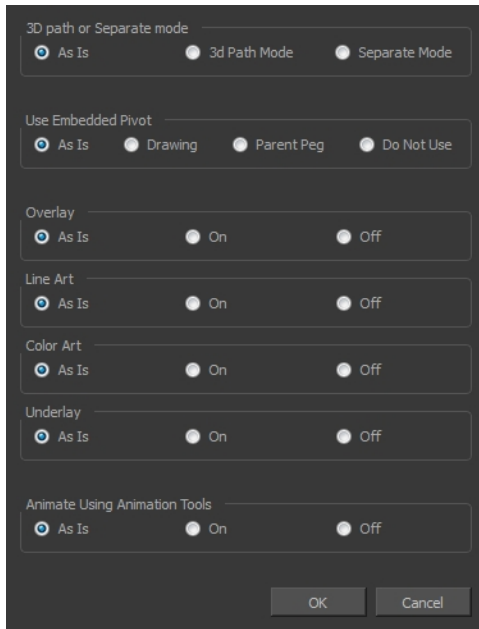 3D path or Separate mode
As Is 3d Path Mode Separate Mode
Use Embedded Pivot
As Is Drawing Parent Peg Do Not Use
Overlay
As Is On Off
Line Art
As Is On Off
Color Art
As Is On Off
Underlay
As Is On Off
Animate Using Animation Tools
As Is On Off
OK Cancel